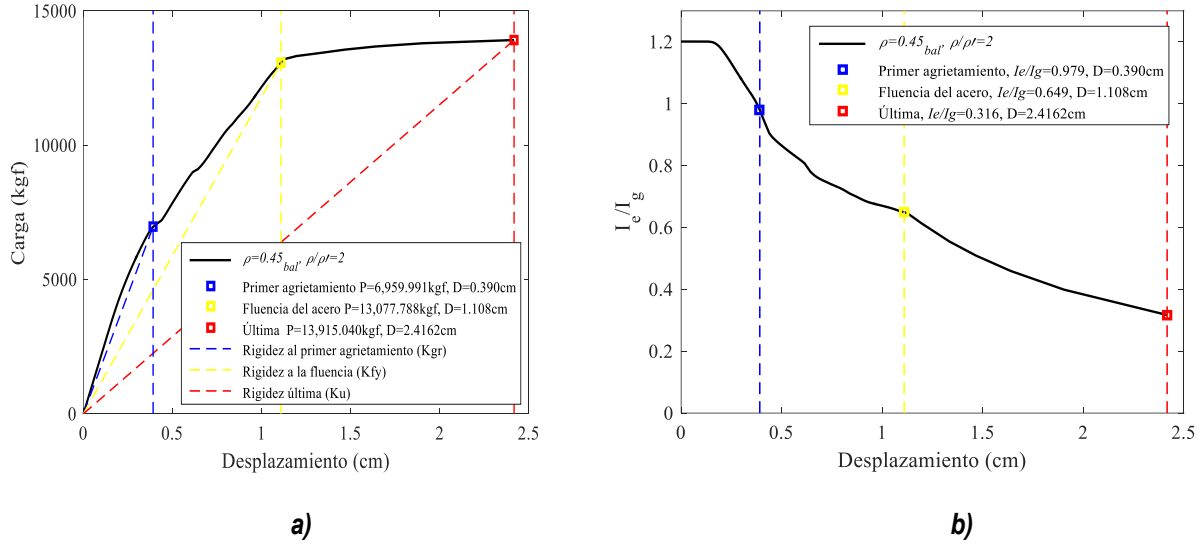 15000
10000
5000
0
Carga (kgf)
ρ=0.45bal, ρ/ρ′=2
Primer agrietamiento P=6,959.991kgf, D=0.390cm
Fluencia del acero P=13,077.788kgf, D=1.108cm
Última P=13,915.040kgf, D=2.4162cm
Rigidez al primer agrietamiento (Kgr)
Rigidez a la fluencia (Kfy)
Rigidez última (Ku)
0 0.5 1 1.5 2 2.5
Desplazamiento (cm)
a)
1.2
1
0.8
0.6
0.4
0.2
0
Ie/Ig
ρ=0.45bal, ρ/ρ′=2
Primer agrietamiento, Ie/Ig=0.979, D=0.390cm
Fluencia del acero, Ie/Ig=0.649, D=1.108cm
Última, Ie/Ig=0.316, D=2.4162cm
0 0.5 1 1.5 2 2.5
Desplazamiento (cm)
b)